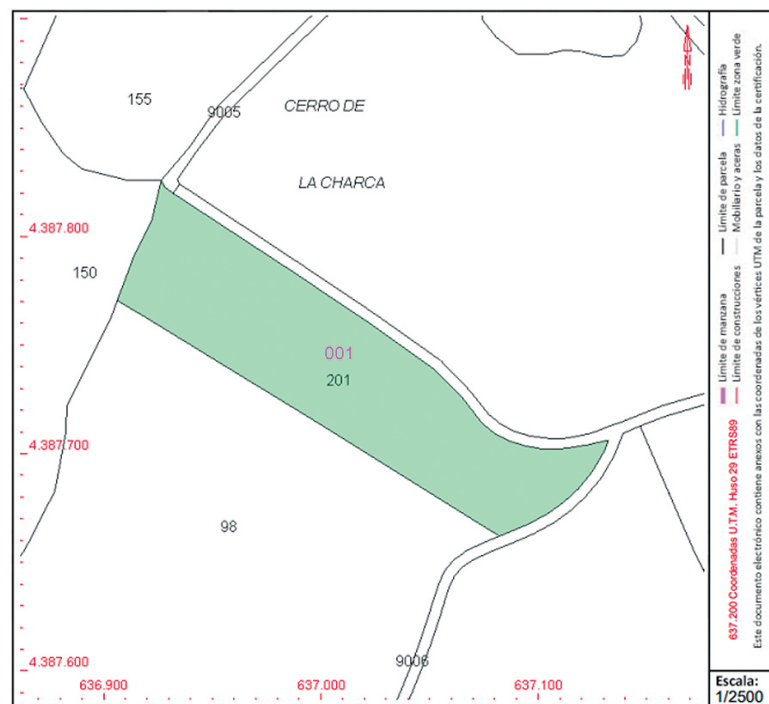 155
9005
CERRO DE
LA CHARCA
4.387.800
150
001
201
4.387.700
98
4.387.600
9006
636.900
637.000
637.100
637.200 Coordenadas U.T.M. Huso 29 ETRS89
Límite de manzana
Límite de parcela
Hidrografía
Límite de construcciones
Mobiliario y aceras
Límite zona verde
Este documento electrónico contiene anexos con las coordenadas de los vértices UTM de la parcela y los datos de la certificación.
Escala:
1/2500